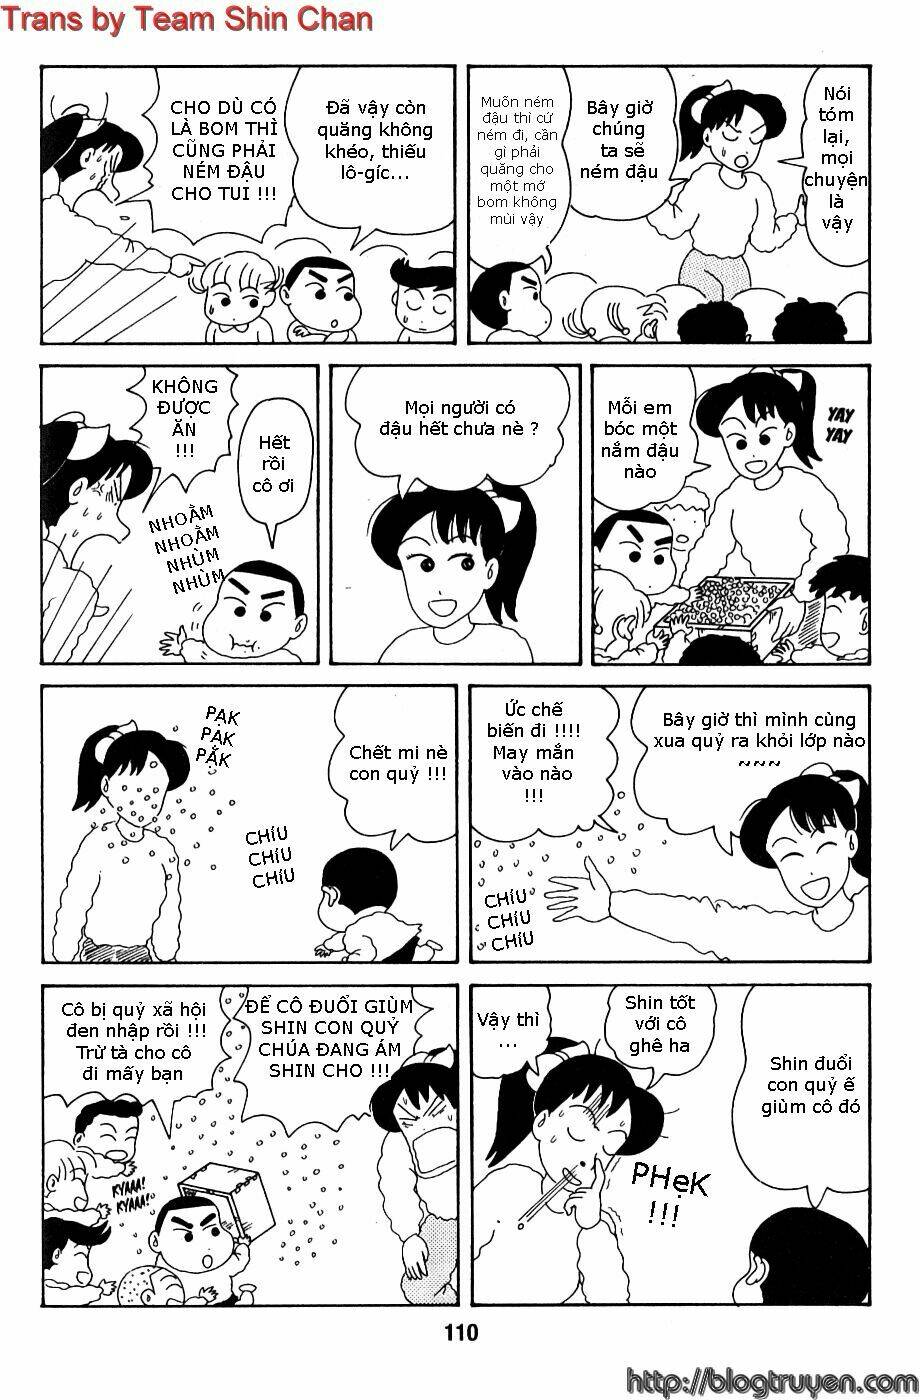 Trans by Team Shin Chan
Nói
tóm
lại,
mọi
chuyện
là
vậy
Bây giờ
chúng
ta sẽ
ném đậu
Muốn ném
đậu thì cứ
ném đi, cần
gì phải
quăng cho
một mớ
bom không
mùi vậy
Đã vậy còn
quăng không
khéo, thiếu
lô-gíc...
CHO DÙ CÓ
LÀ BOM THÌ
CŨNG PHẢI
NÉM ĐẬU
CHO TUI !!!
YAY
YAY
Mỗi em
bóc một
nắm đậu
nào
Mọi người có
đậu hết chưa nè ?
Hết
rồi
cô ơi
KHÔNG
ĐƯỢC
ĂN
!!!
NHOẰM
NHOẰM
NHÙM
NHÙM
Bây giờ thì mình cùng
xua quỷ ra khỏi lớp nào
~~~
Ức chế
biến đi !!!!
May mắn
vào nào
!!!
CHÍU
CHÍU
CHÍU
Chết mi nè
con quỷ !!!
PẠK
PẠK
PẶK
CHÍU
CHÍU
CHÍU
Shin đuổi
con quỷ ế
giùm cô đó
Shin tốt
với cô
ghê ha
Vậy thì
...
PHẹK
!!!
ĐỂ CÔ ĐUỔI GIÙM
SHIN CON QUỶ
CHÚA ĐANG ÁM
SHIN CHO !!!
Cô bị quỷ xã hội
đen nhập rồi !!!
Trừ tà cho cô
đi mấy bạn
KYAAA!
KYAAA!
110
http://blogtruyen.com